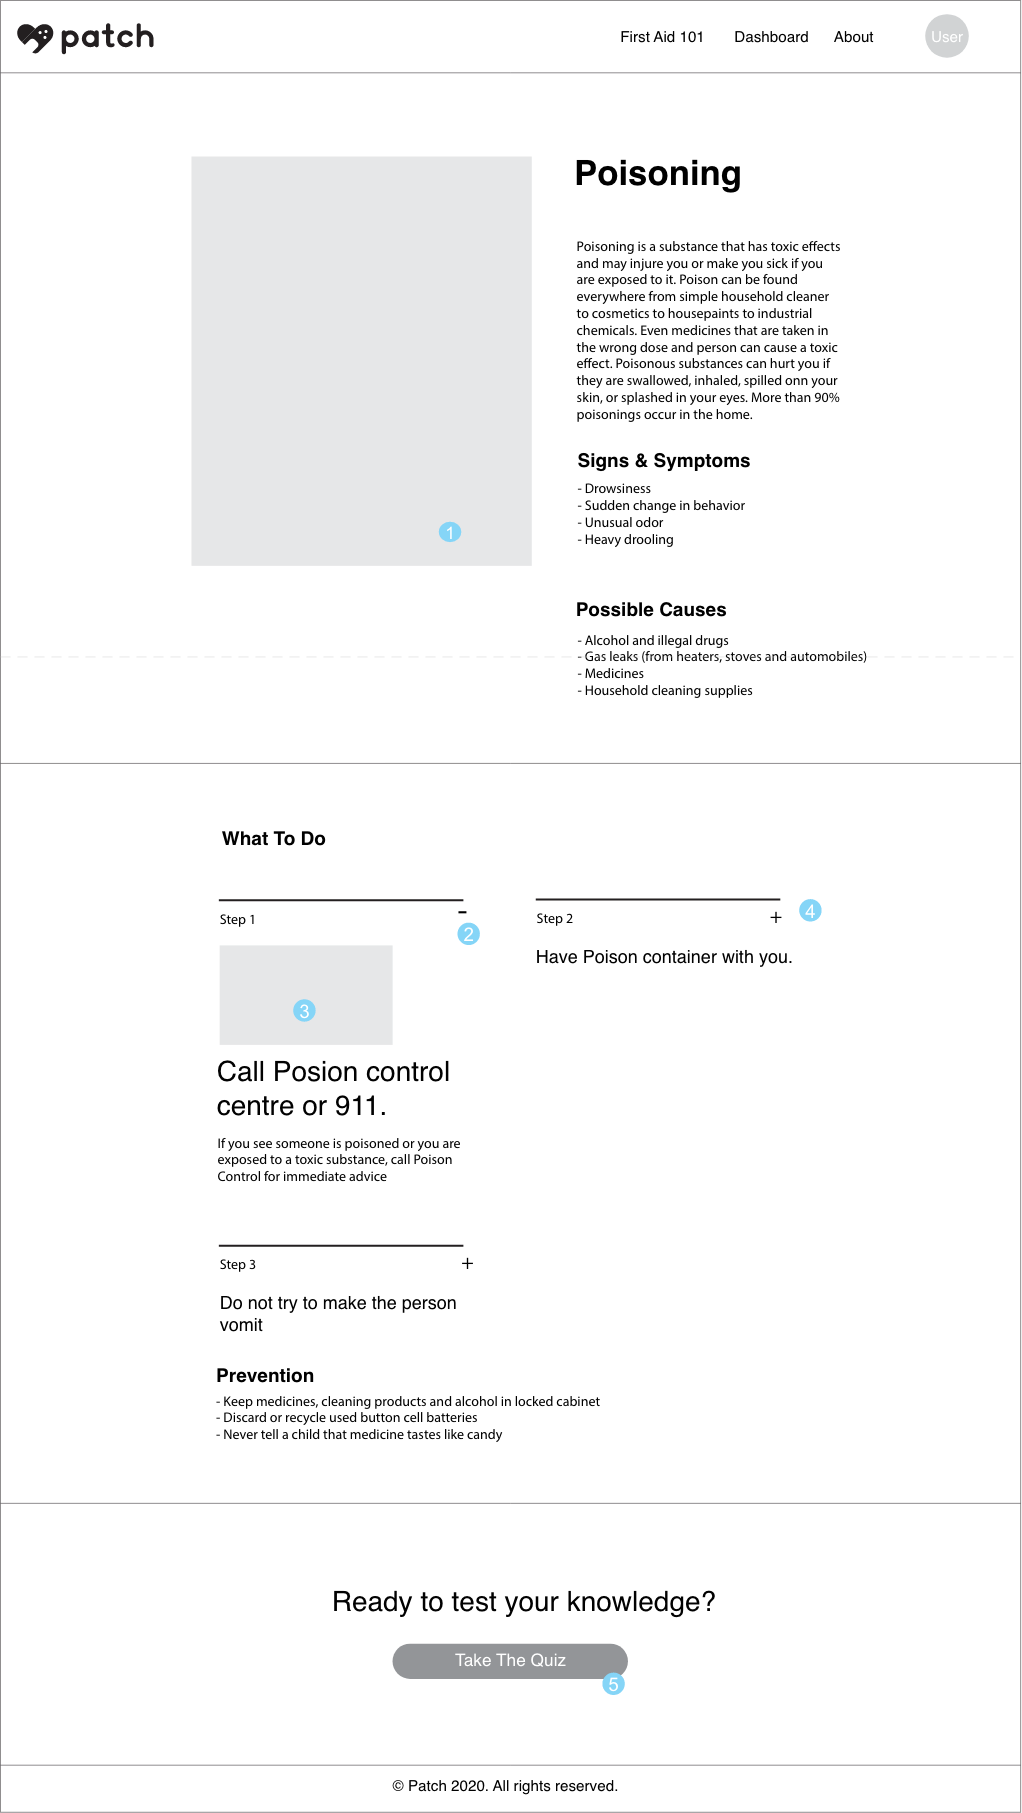 patch
First Aid 101
Dashboard
About
User
Poisoning
Poisoning is a substance that has toxic effects
and may injure you or make you sick if you
are exposed to it. Poison can be found
everywhere from simple household cleaner
to cosmetics to housepaints to industrial
chemicals. Even medicines that are taken in
the wrong dose and person can cause a toxic
effect. Poisonous substances can hurt you if
they are swallowed, inhaled, spilled onn your
skin, or splashed in your eyes. More than 90%
poisonings occur in the home.
Signs & Symptoms
- Drowsiness
- Sudden change in behavior
- Unusual odor
- Heavy drooling
1
Possible Causes
- Alcohol and illegal drugs
- Gas leaks (from heaters, stoves and automobiles)
- Medicines
- Household cleaning supplies
What To Do
Step 1
-
2
3
Call Posion control
centre or 911.
If you see someone is poisoned or you are
exposed to a toxic substance, call Poison
Control for immediate advice
Step 2
+
4
Have Poison container with you.
Step 3
+
Do not try to make the person
vomit
Prevention
- Keep medicines, cleaning products and alcohol in locked cabinet
- Discard or recycle used button cell batteries
- Never tell a child that medicine tastes like candy
Ready to test your knowledge?
Take The Quiz
5
© Patch 2020. All rights reserved.